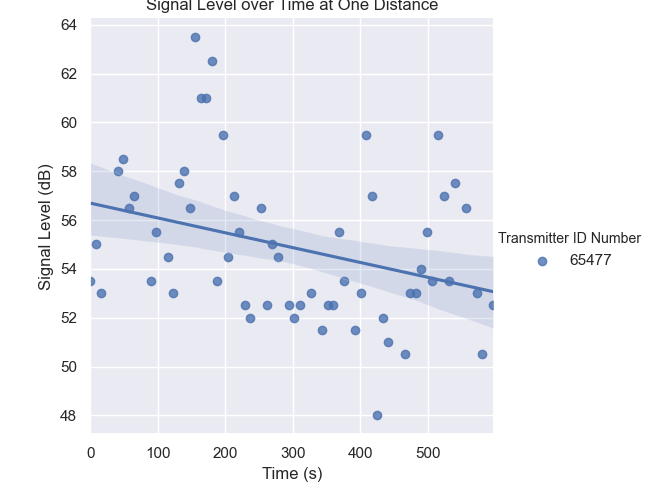 Signal Level over Time at One Distance
64
62
60
58
56
54
52
50
48
Signal Level (dB)
0 100 200 300 400 500
Time (s)
Transmitter ID Number
65477